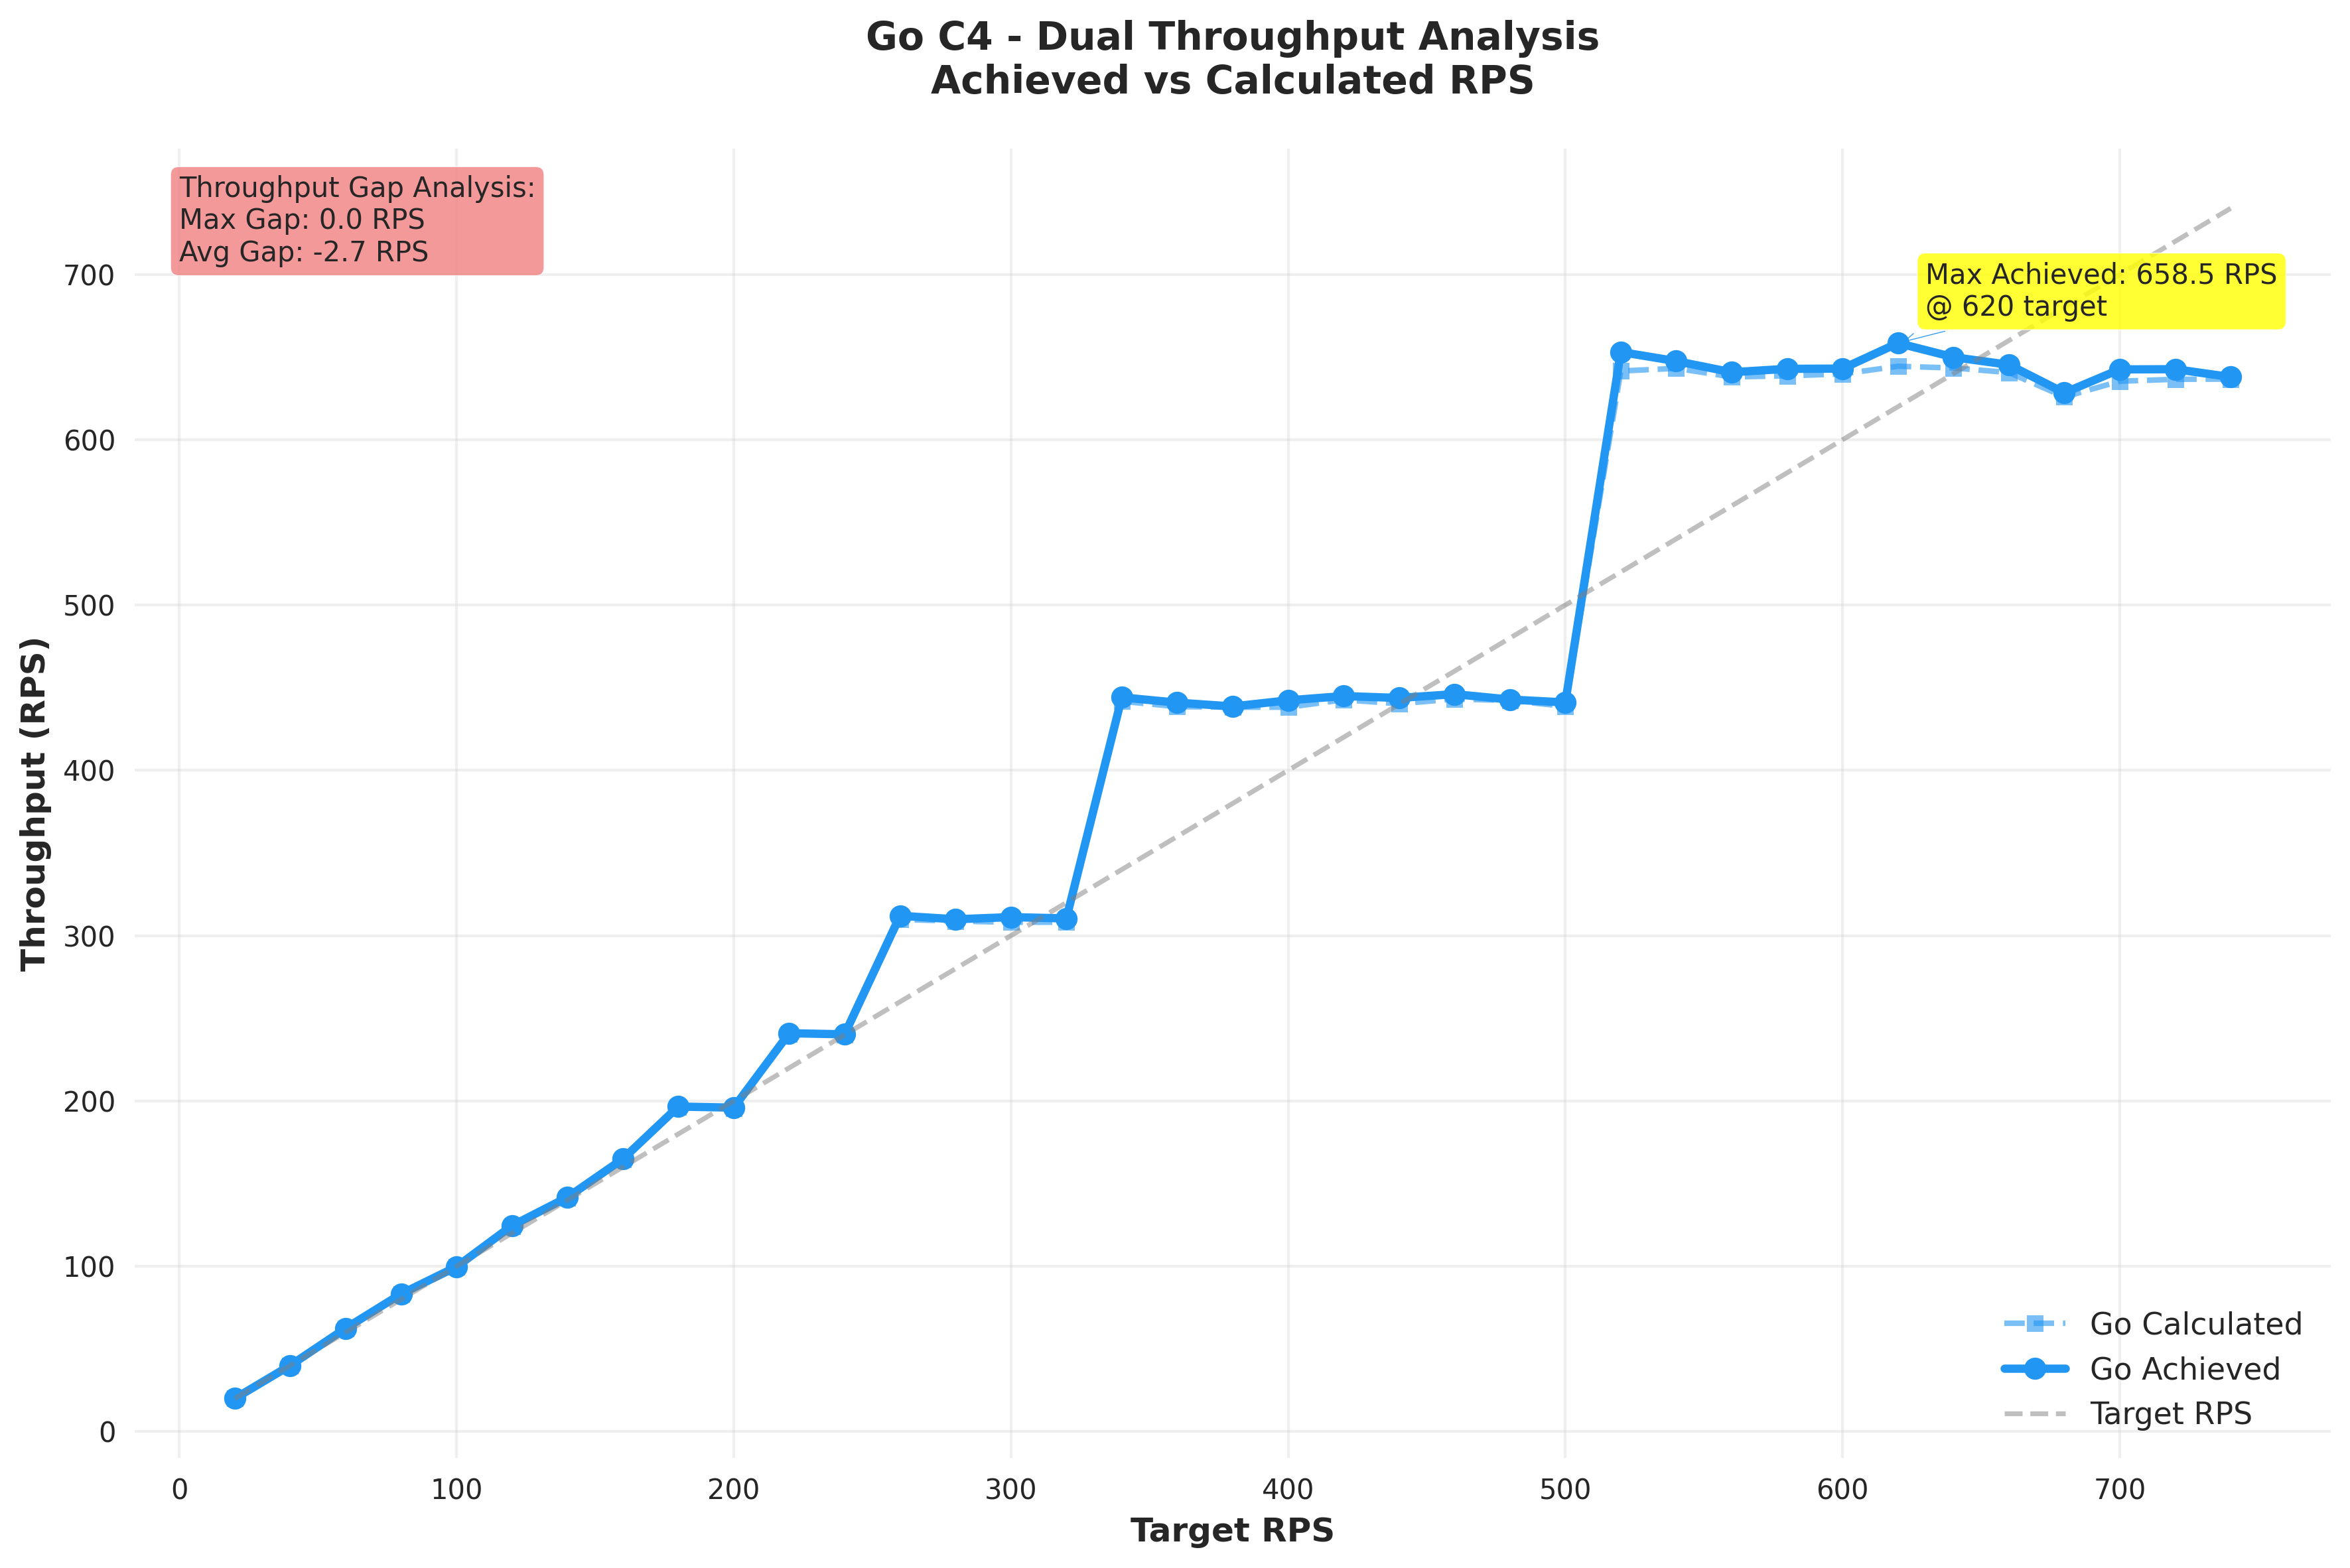 Go C4 - Dual Throughput Analysis
Achieved vs Calculated RPS
Throughput Gap Analysis:
Max Gap: 0.0 RPS
Avg Gap: -2.7 RPS
Max Achieved: 658.5 RPS
@ 620 target
Throughput (RPS)
700
600
500
400
300
200
100
0
Go Calculated
Go Achieved
Target RPS
0 100 200 300 400 500 600 700
Target RPS